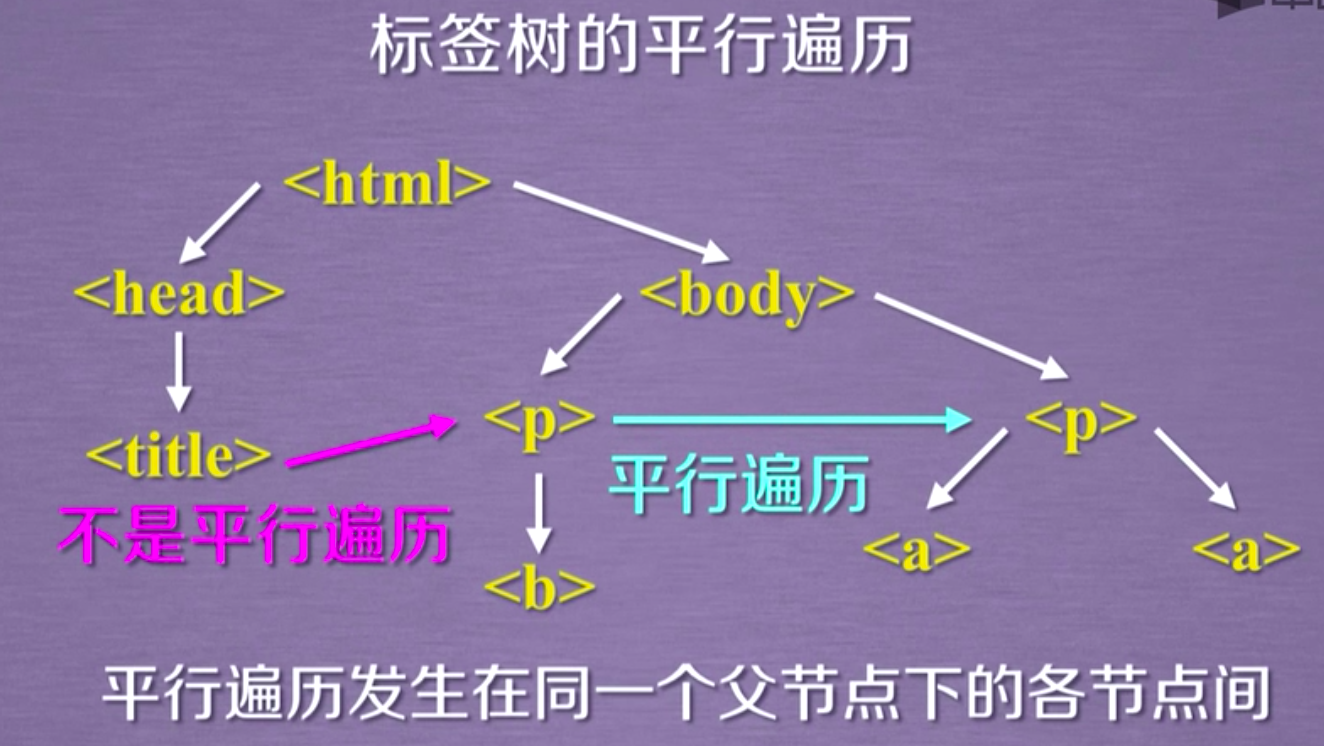 标签树的平行遍历
<html>
<head>
<body>
<p>
<p>
<title>
平行遍历
不是平行遍历
<a>
<a>
<b>
平行遍历发生在同一个父节点下的各节点间